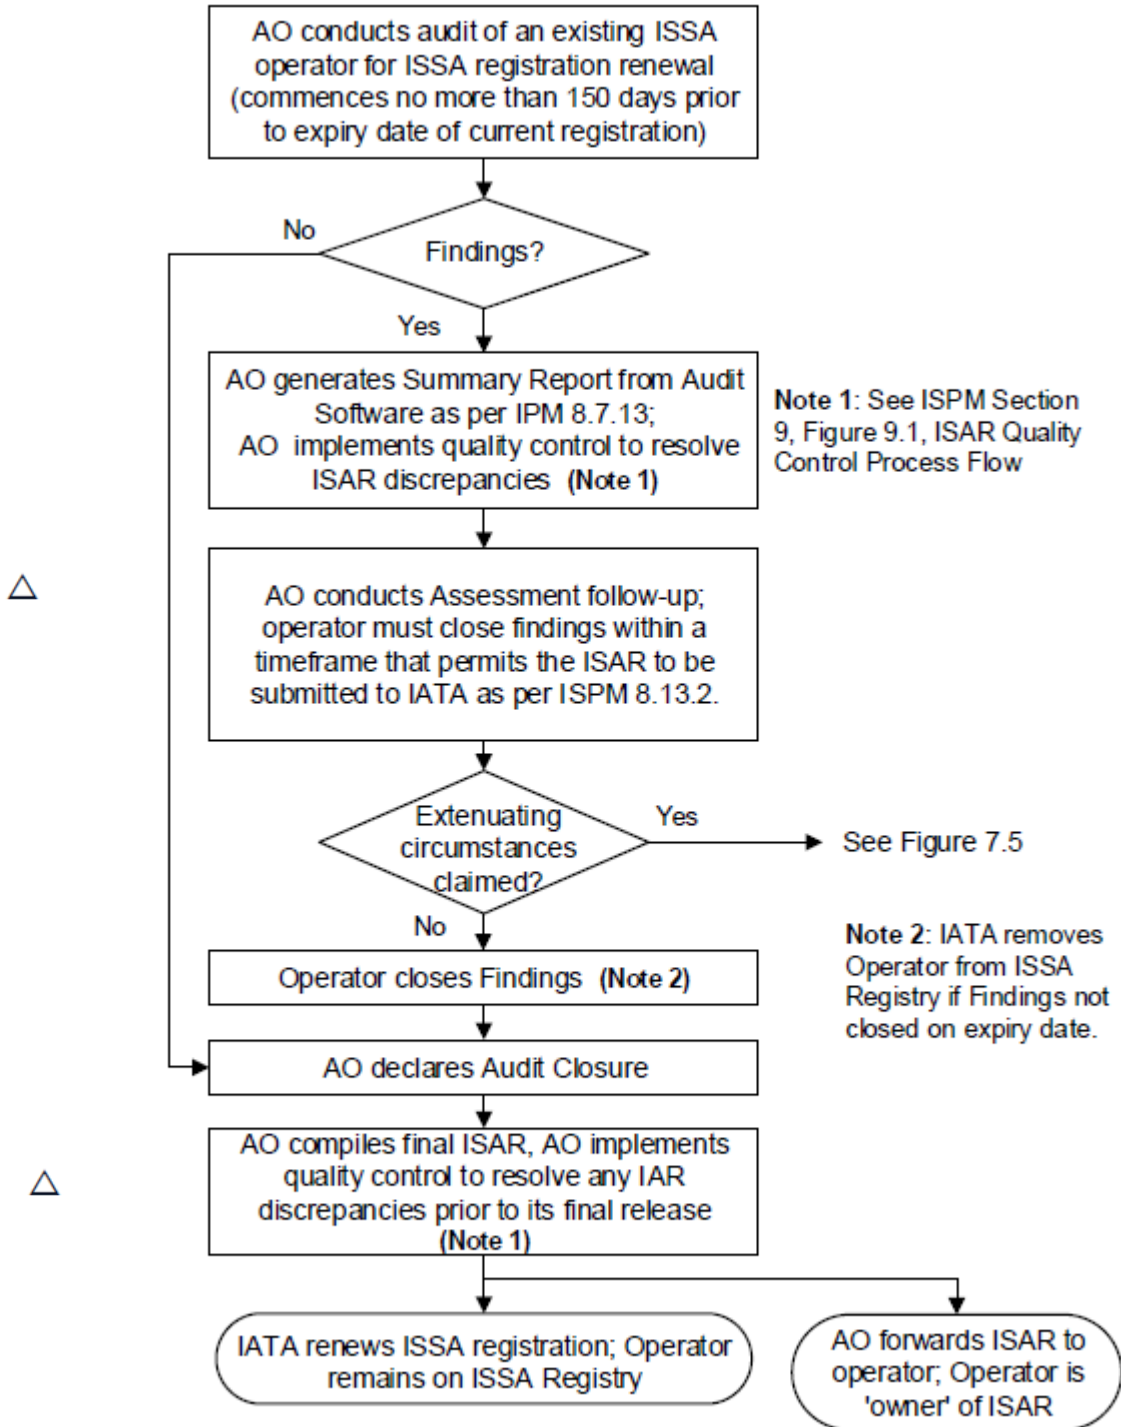 AO conducts audit of an existing ISSA
operator for ISSA registration renewal
(commences no more than 150 days prior
to expiry date of current registration)
No
Findings?
Yes
AO generates Summary Report from Audit
Software as per IPM 8.7.13;
AO implements quality control to resolve
ISAR discrepancies (Note 1)
Note 1: See ISPM Section
9, Figure 9.1, ISAR Quality
Control Process Flow
AO conducts Assessment follow-up;
operator must close findings within a
timeframe that permits the ISAR to be
submitted to IATA as per ISPM 8.13.2.
Extenuating
circumstances
claimed?
Yes
See Figure 7.5
No
Note 2: IATA removes
Operator from ISSA
Registry if Findings not
closed on expiry date.
Operator closes Findings (Note 2)
AO declares Audit Closure
AO compiles final ISAR, AO implements
quality control to resolve any IAR
discrepancies prior to its final release
(Note 1)
IATA renews ISSA registration; Operator
remains on ISSA Registry
AO forwards ISAR to
operator; Operator is
'owner' of ISAR